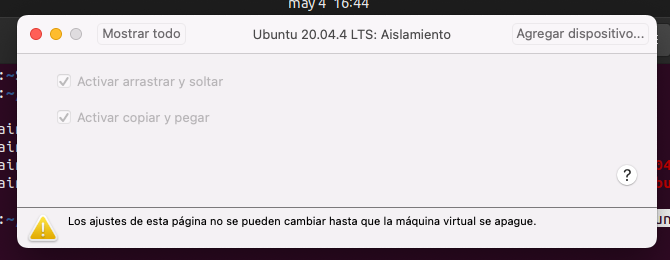 may 4 16:44
Mostrar todo
Ubuntu 20.04.4 LTS: Aislamiento
Agregar dispositivo...
Activar arrastrar y soltar
Activar copiar y pegar
?
Los ajustes de esta página no se pueden cambiar hasta que la máquina virtual se apague.